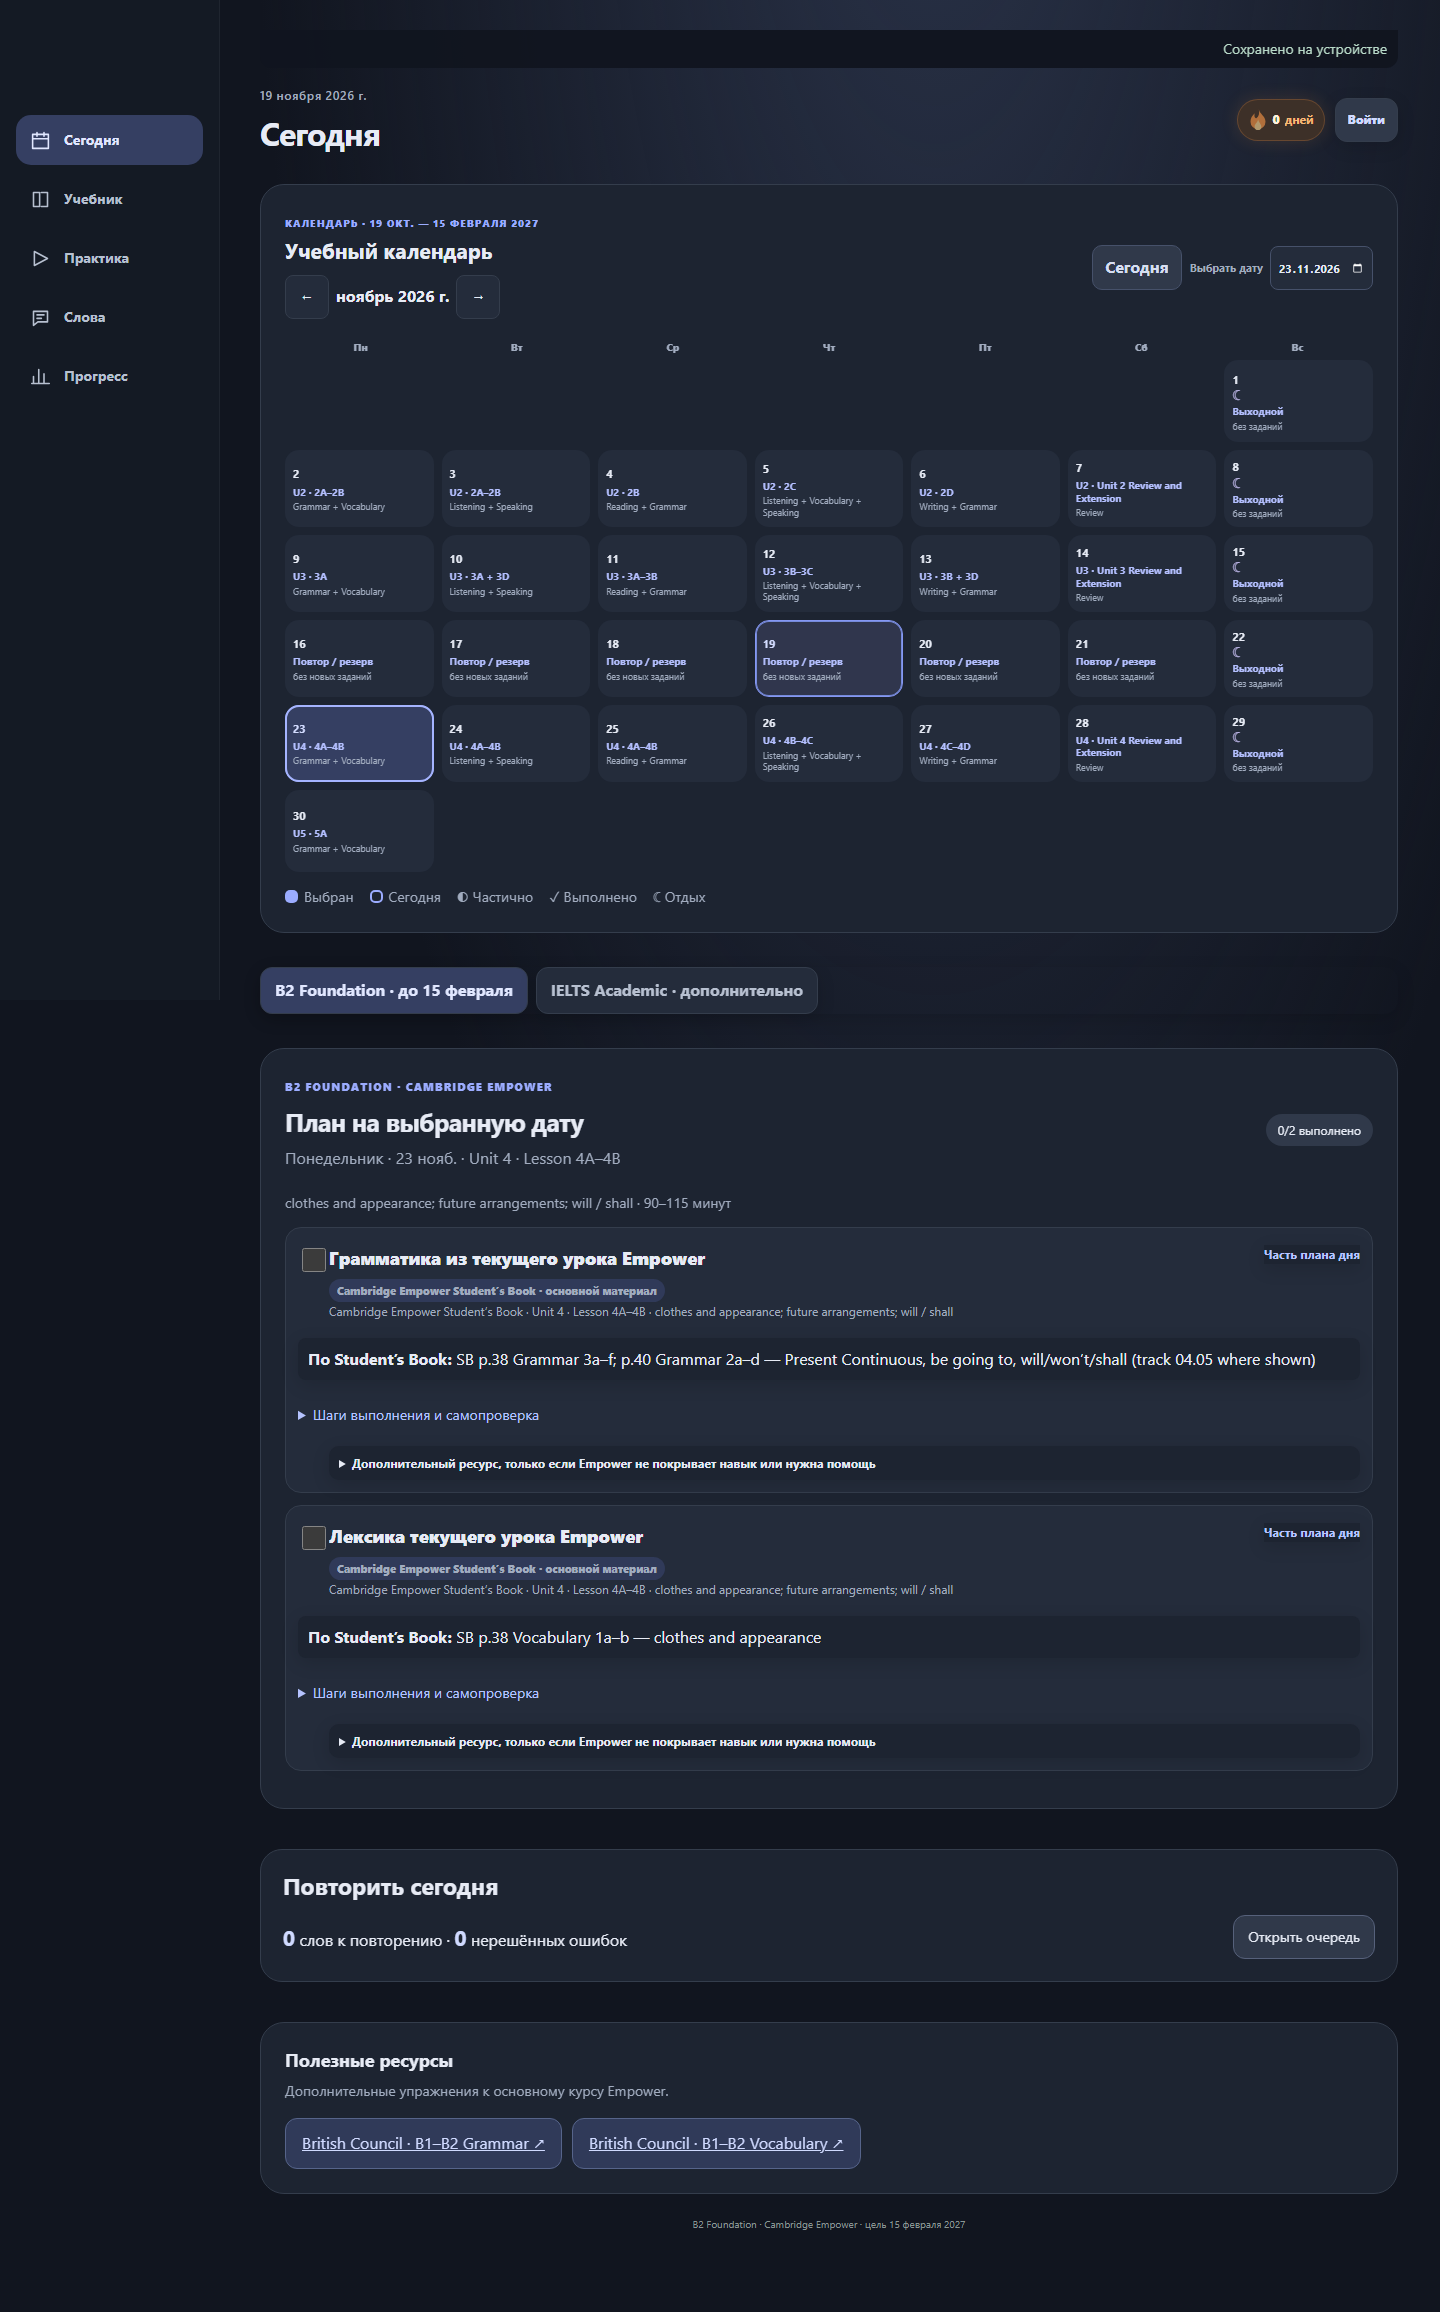 Сохранено на устройстве
19 ноября 2026 г.
Сегодня
0 дней
Войти
Сегодня
Учебник
Практика
Слова
Прогресс
КАЛЕНДАРЬ · 19 ОКТ. — 15 ФЕВРАЛЯ 2027
Учебный календарь
← ноябрь 2026 г. →
Сегодня
Выбрать дату
23.11.2026
Пн Вт Ср Чт Пт Сб Вс
1
☾
Выходной
без заданий
2
U2 · 2A–2B
Grammar + Vocabulary
3
U2 · 2A–2B
Listening + Speaking
4
U2 · 2B
Reading + Grammar
5
U2 · 2C
Listening + Vocabulary +
Speaking
6
U2 · 2D
Writing + Grammar
7
U2 · Unit 2 Review and
Extension
Review
8
☾
Выходной
без заданий
9
U3 · 3A
Grammar + Vocabulary
10
U3 · 3A + 3D
Listening + Speaking
11
U3 · 3A–3B
Reading + Grammar
12
U3 · 3B–3C
Listening + Vocabulary +
Speaking
13
U3 · 3B + 3D
Writing + Grammar
14
U3 · Unit 3 Review and
Extension
Review
15
☾
Выходной
без заданий
16
Повтор / резерв
без новых заданий
17
Повтор / резерв
без новых заданий
18
Повтор / резерв
без новых заданий
19
Повтор / резерв
без новых заданий
20
Повтор / резерв
без новых заданий
21
Повтор / резерв
без новых заданий
22
☾
Выходной
без заданий
23
U4 · 4A–4B
Grammar + Vocabulary
24
U4 · 4A–4B
Listening + Speaking
25
U4 · 4A–4B
Reading + Grammar
26
U4 · 4B–4C
Listening + Vocabulary +
Speaking
27
U4 · 4C–4D
Writing + Grammar
28
U4 · Unit 4 Review and
Extension
Review
29
☾
Выходной
без заданий
30
U5 · 5A
Grammar + Vocabulary
Выбран Сегодня ◐ Частично ✓ Выполнено ☾ Отдых
B2 Foundation · до 15 февраля
IELTS Academic · дополнительно
B2 FOUNDATION · CAMBRIDGE EMPOWER
План на выбранную дату
0/2 выполнено
Понедельник · 23 нояб. · Unit 4 · Lesson 4A–4B
clothes and appearance; future arrangements; will / shall · 90–115 минут
Грамматика из текущего урока Empower
Часть плана дня
Cambridge Empower Student’s Book · основной материал
Cambridge Empower Student’s Book · Unit 4 · Lesson 4A–4B · clothes and appearance; future arrangements; will / shall
По Student’s Book: SB p.38 Grammar 3a–f; p.40 Grammar 2a–d — Present Continuous, be going to, will/won’t/shall (track 04.05 where shown)
▶ Шаги выполнения и самопроверка
▶ Дополнительный ресурс, только если Empower не покрывает навык или нужна помощь
Лексика текущего урока Empower
Часть плана дня
Cambridge Empower Student’s Book · основной материал
Cambridge Empower Student’s Book · Unit 4 · Lesson 4A–4B · clothes and appearance; future arrangements; will / shall
По Student’s Book: SB p.38 Vocabulary 1a–b — clothes and appearance
▶ Шаги выполнения и самопроверка
▶ Дополнительный ресурс, только если Empower не покрывает навык или нужна помощь
Повторить сегодня
0 слов к повторению · 0 нерешённых ошибок
Открыть очередь
Полезные ресурсы
Дополнительные упражнения к основному курсу Empower.
British Council · B1–B2 Grammar ↗
British Council · B1–B2 Vocabulary ↗
B2 Foundation · Cambridge Empower · цель 15 февраля 2027